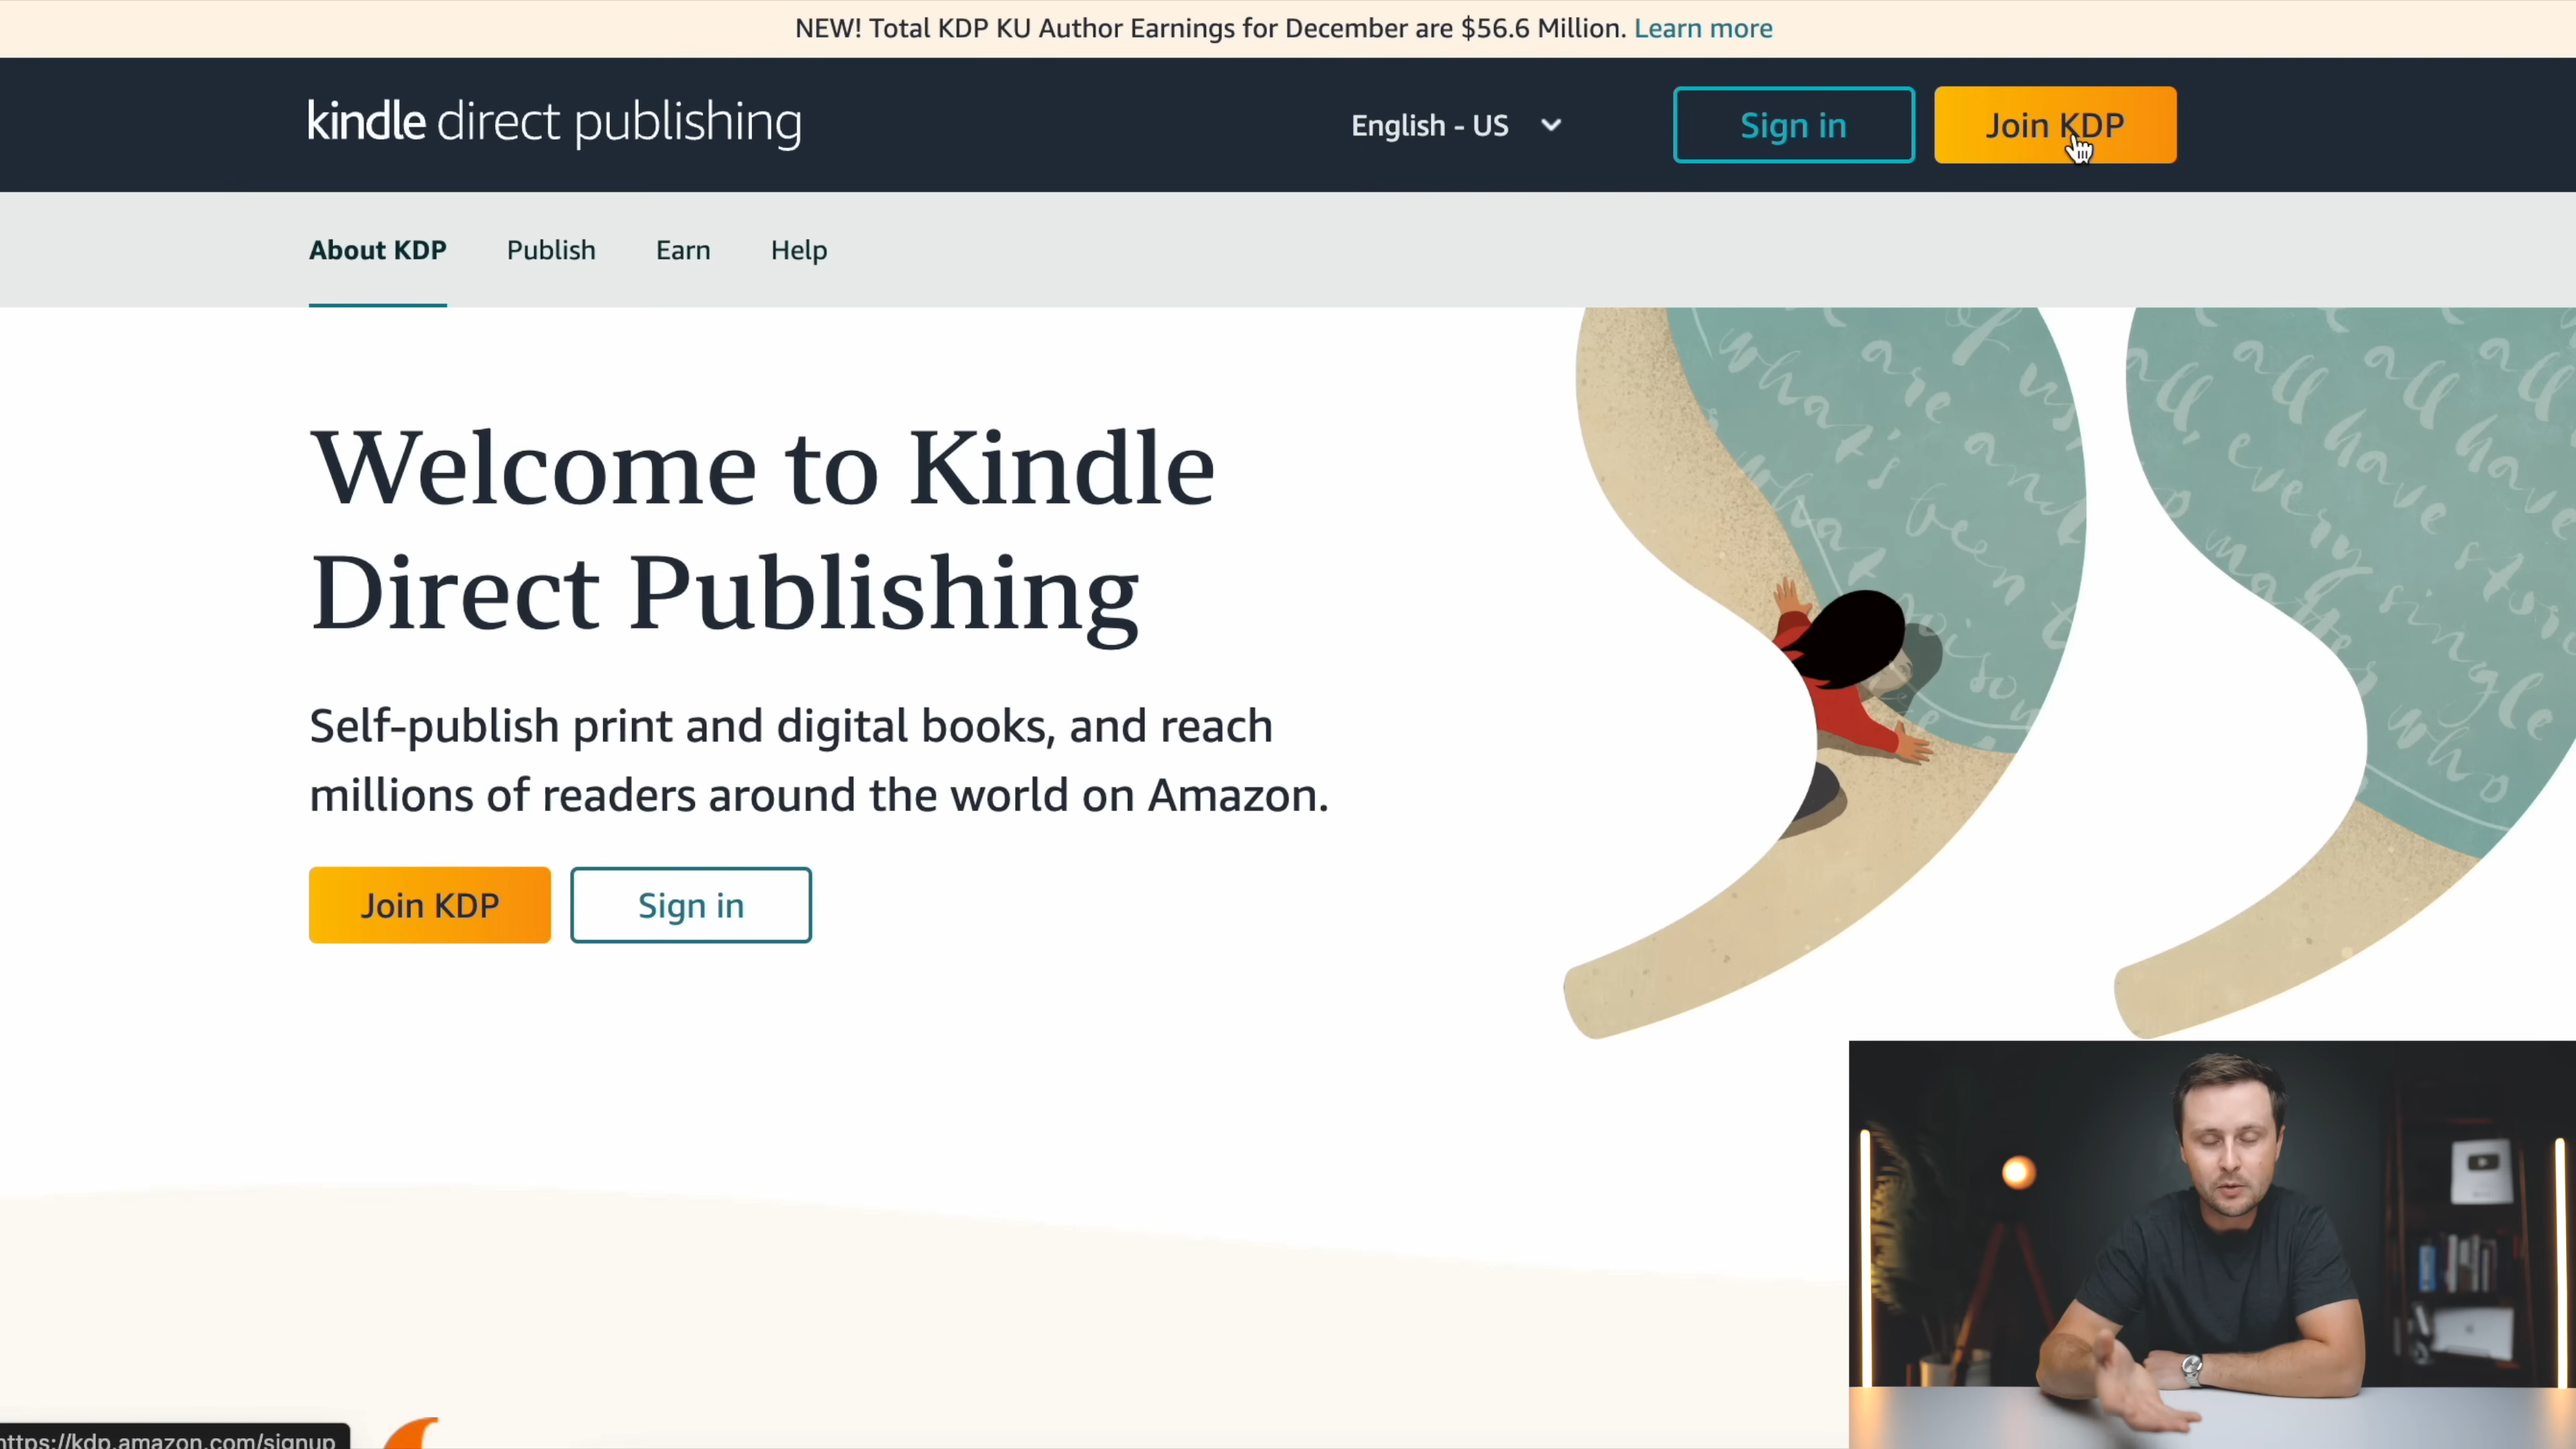 NEW! Total KDP KU Author Earnings for December are $56.6 Million. Learn more
kindle direct publishing
English - US
Sign in
Join KDP
About KDP
Publish
Earn
Help
Welcome to Kindle
Direct Publishing
Self-publish print and digital books, and reach
millions of readers around the world on Amazon.
Join KDP
Sign in
https://kdp.amazon.com/signup